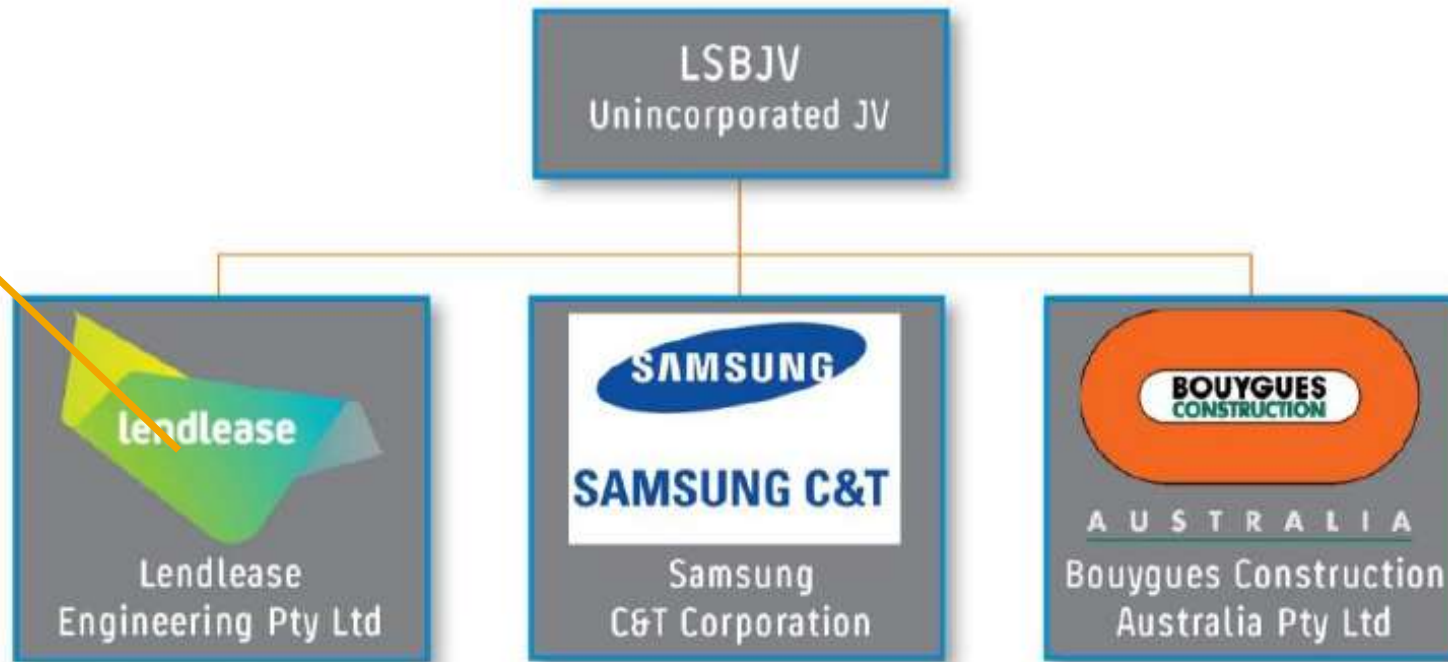 LSBJV
Unincorporated JV
lendlease
Lendlease
Engineering Pty Ltd
SAMSUNG
SAMSUNG C&T
Samsung
C&T Corporation
BOUYGUES
CONSTRUCTION
AUSTRALIA
Bouygues Construction
Australia Pty Ltd